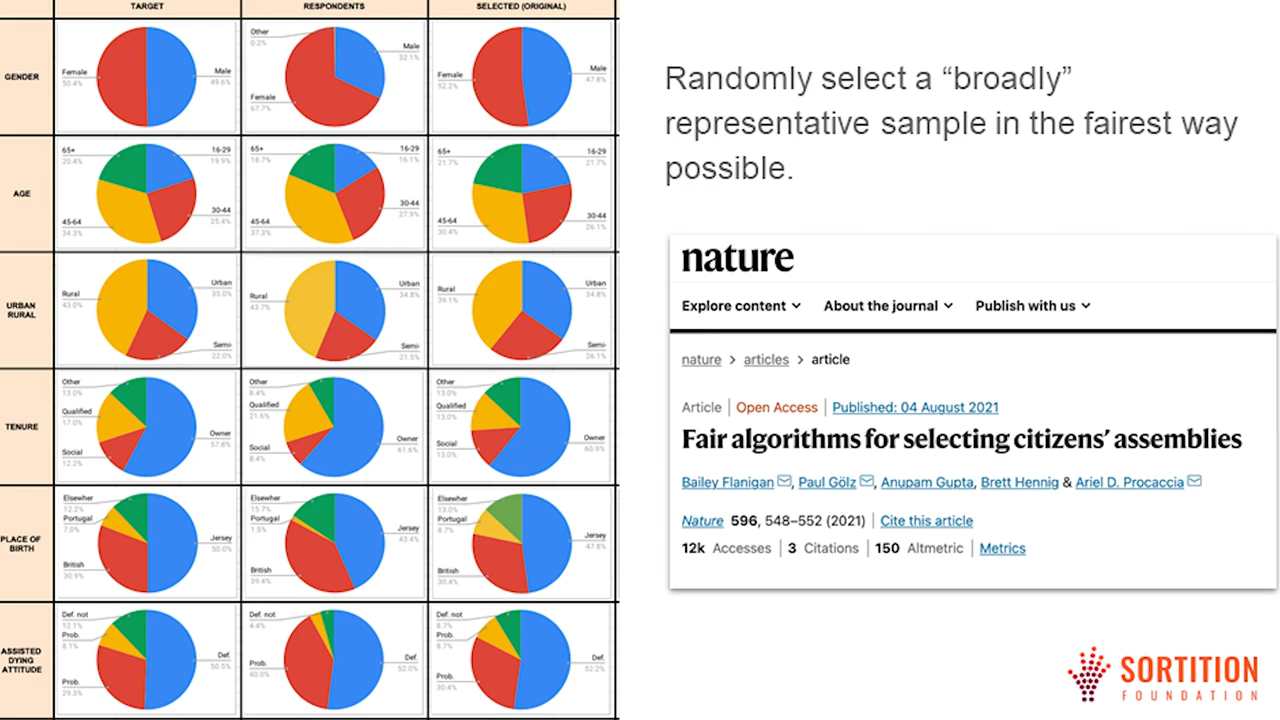 TARGET
RESPONDENTS
SELECTED (ORIGINAL)
GENDER
Female
50.4%
Male
49.6%
Other
0.2%
Male
32.1%
Female
67.7%
Female
52.2%
Male
47.8%
AGE
65+
20.4%
16-29
19.9%
45-64
34.3%
30-44
25.4%
65+
18.7%
16-29
16.1%
45-64
37.3%
30-44
27.9%
65+
21.7%
16-29
21.7%
45-64
30.4%
30-44
26.1%
URBAN
RURAL
Rural
43.0%
Urban
35.0%
Semi-
22.0%
Rural
43.7%
Urban
34.8%
Semi-
21.5%
Rural
39.1%
Urban
34.8%
Semi-
26.1%
TENURE
Other
13.0%
Qualified
17.0%
Social
12.2%
Owner
57.8%
Other
8.4%
Qualified
21.6%
Social
8.4%
Owner
61.6%
Other
13.0%
Qualified
13.0%
Social
13.0%
Owner
60.9%
PLACE OF
BIRTH
Elsewher
12.2%
Portugal
7.0%
British
30.9%
Jersey
50.0%
Elsewher
15.7%
Portugal
1.5%
British
39.4%
Jersey
43.4%
Elsewher
13.0%
Portugal
8.7%
British
30.4%
Jersey
47.8%
ASSISTED
DYING
ATTITUDE
Def. not
12.1%
Prob.
8.1%
Prob.
29.3%
Def.
50.5%
Def. not
4.4%
Prob.
40.0%
Def.
52.0%
Def. not
8.7%
Prob.
8.7%
Prob.
30.4%
Def.
52.2%
Randomly select a “broadly”
representative sample in the fairest way
possible.
nature
Explore content About the journal Publish with us
nature > articles > article
Article | Open Access | Published: 04 August 2021
Fair algorithms for selecting citizens’ assemblies
Bailey Flanigan, Paul Gölz, Anupam Gupta, Brett Hennig & Ariel D. Procaccia
Nature 596, 548–552 (2021) | Cite this article
12k Accesses | 3 Citations | 150 Altmetric | Metrics
SORTITION
FOUNDATION